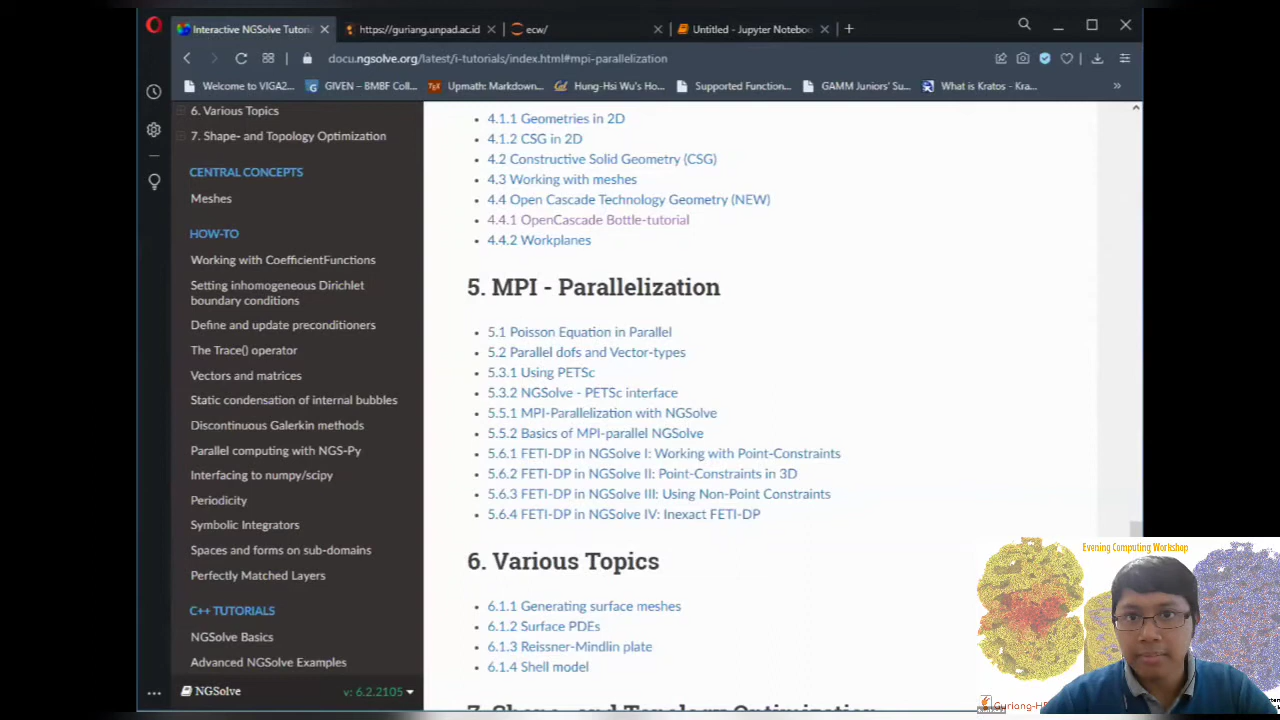 Interactive NGSolve Tutoria
https://guriang.unpad.ac.id
ecw/
Untitled - Jupyter Notebook
docu.ngsolve.org/latest/i-tutorials/index.html#mpi-parallelization
Welcome to VIGA2...
GIVEN – BMBF Coll...
Upmath: Markdown...
Hung-Hsi Wu's Ho...
Supported Function...
GAMM Juniors' Su...
What is Kratos - Kra...
6. Various Topics
7. Shape- and Topology Optimization
CENTRAL CONCEPTS
Meshes
HOW-TO
Working with CoefficientFunctions
Setting inhomogeneous Dirichlet
boundary conditions
Define and update preconditioners
The Trace() operator
Vectors and matrices
Static condensation of internal bubbles
Discontinuous Galerkin methods
Parallel computing with NGS-Py
Interfacing to numpy/scipy
Periodicity
Symbolic Integrators
Spaces and forms on sub-domains
Perfectly Matched Layers
C++ TUTORIALS
NGSolve Basics
Advanced NGSolve Examples
NGSolve
v: 6.2.2105
4.1.1 Geometries in 2D
4.1.2 CSG in 2D
4.2 Constructive Solid Geometry (CSG)
4.3 Working with meshes
4.4 Open Cascade Technology Geometry (NEW)
4.4.1 OpenCascade Bottle-tutorial
4.4.2 Workplanes
5. MPI - Parallelization
5.1 Poisson Equation in Parallel
5.2 Parallel dofs and Vector-types
5.3.1 Using PETSc
5.3.2 NGSolve - PETSc interface
5.5.1 MPI-Parallelization with NGSolve
5.5.2 Basics of MPI-parallel NGSolve
5.6.1 FETI-DP in NGSolve I: Working with Point-Constraints
5.6.2 FETI-DP in NGSolve II: Point-Constraints in 3D
5.6.3 FETI-DP in NGSolve III: Using Non-Point Constraints
5.6.4 FETI-DP in NGSolve IV: Inexact FETI-DP
6. Various Topics
6.1.1 Generating surface meshes
6.1.2 Surface PDEs
6.1.3 Reissner-Mindlin plate
6.1.4 Shell model
7. Shape- and Topology Optimization
Evening Computing Workshop
Guriang-H